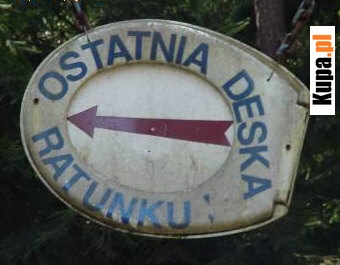 OSTATNIA DESKA
RATUNKU :
Kupa.pl